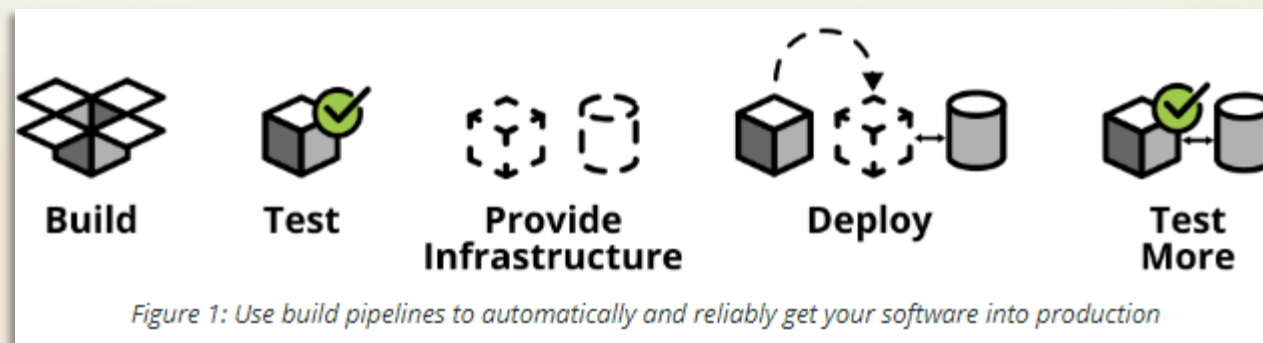 Build
Test
Provide
Infrastructure
Deploy
Test
More
Figure 1: Use build pipelines to automatically and reliably get your software into production